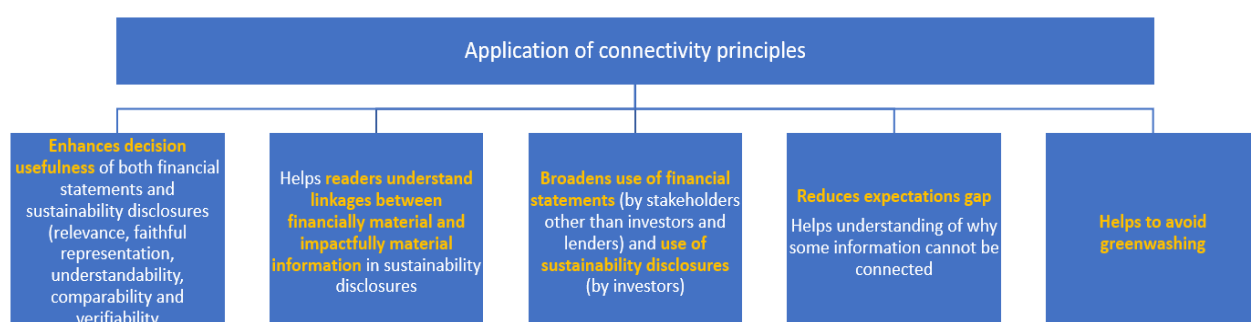 Application of connectivity principles
Enhances decision
usefulness of both financial
statements and
sustainability disclosures
(relevance, faithful
representation,
understandability,
comparability and
verifiability
Helps readers understand
linkages between
financially material and
impactfully material
information in sustainability
disclosures
Broadens use of financial
statements (by stakeholders
other than investors and
lenders) and use of
sustainability disclosures
(by investors)
Reduces expectations gap
Helps understanding of why
some information cannot be
connected
Helps to avoid
greenwashing